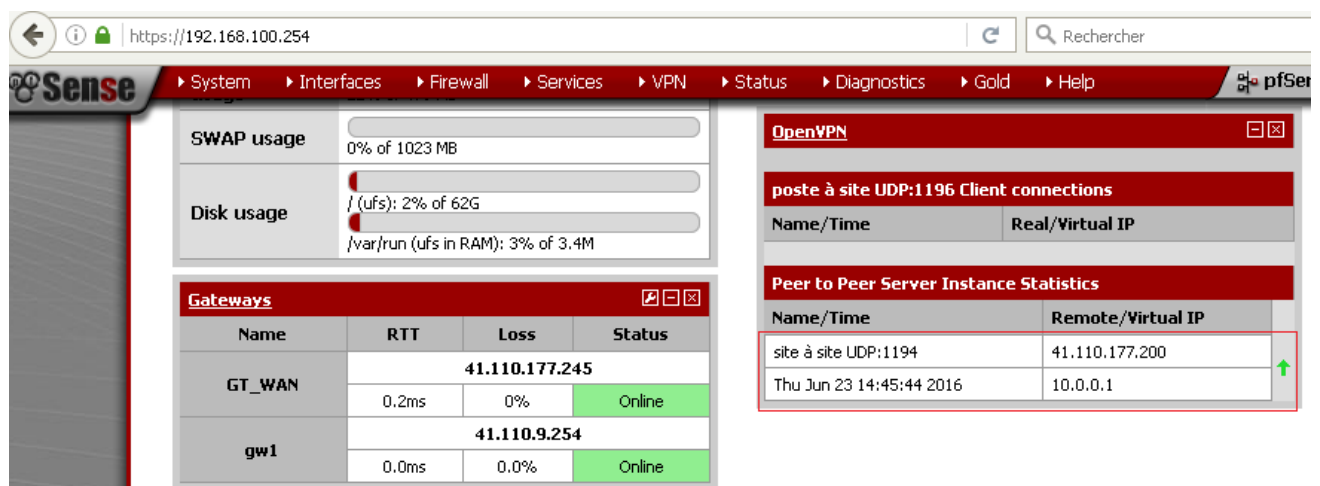 https://192.168.100.254
Rechercher
Sense
System Interfaces Firewall Services VPN Status Diagnostics Gold Help
SWAP usage
0% of 1023 MB
Disk usage
/ (ufs): 2% of 62G
/var/run (ufs in RAM): 3% of 3.4M
Gateways
Name RTT Loss Status
GT_WAN
41.110.177.245
0.2ms 0% Online
gw1
41.110.9.254
0.0ms 0.0% Online
OpenVPN
poste à site UDP:1196 Client connections
Name/Time Real/Virtual IP
Peer to Peer Server Instance Statistics
Name/Time Remote/Virtual IP
site à site UDP:1194 41.110.177.200
Thu Jun 23 14:45:44 2016 10.0.0.1